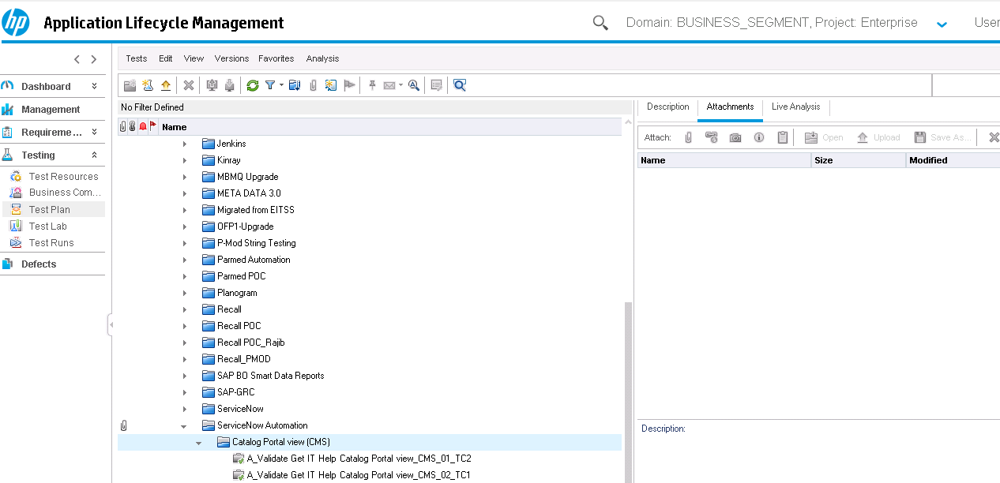 hp Application Lifecycle Management Domain: BUSINESS_SEGMENT, Project: Enterprise User
Tests Edit View Versions Favorites Analysis
Dashboard
Management
Requireme...
Testing
Test Resources
Business Com...
Test Plan
Test Lab
Test Runs
Defects
No Filter Defined
Name
Jenkins
Kinray
MBMQ Upgrade
META DATA 3.0
Migrated from EITSS
OFP1-Upgrade
P-Mod String Testing
Parmed Automation
Parmed POC
Planogram
Recall
Recall POC
Recall POC_Rajib
Recall_PMOD
SAP BO Smart Data Reports
SAP-GRC
ServiceNow
ServiceNow Automation
Catalog Portal view (CMS)
A_Validate Get IT Help Catalog Portal view_CMS_01_TC2
A_Validate Get IT Help Catalog Portal view_CMS_02_TC1
Description Attachments Live Analysis
Attach: Open Upload Save As...
Name Size Modified
Description: